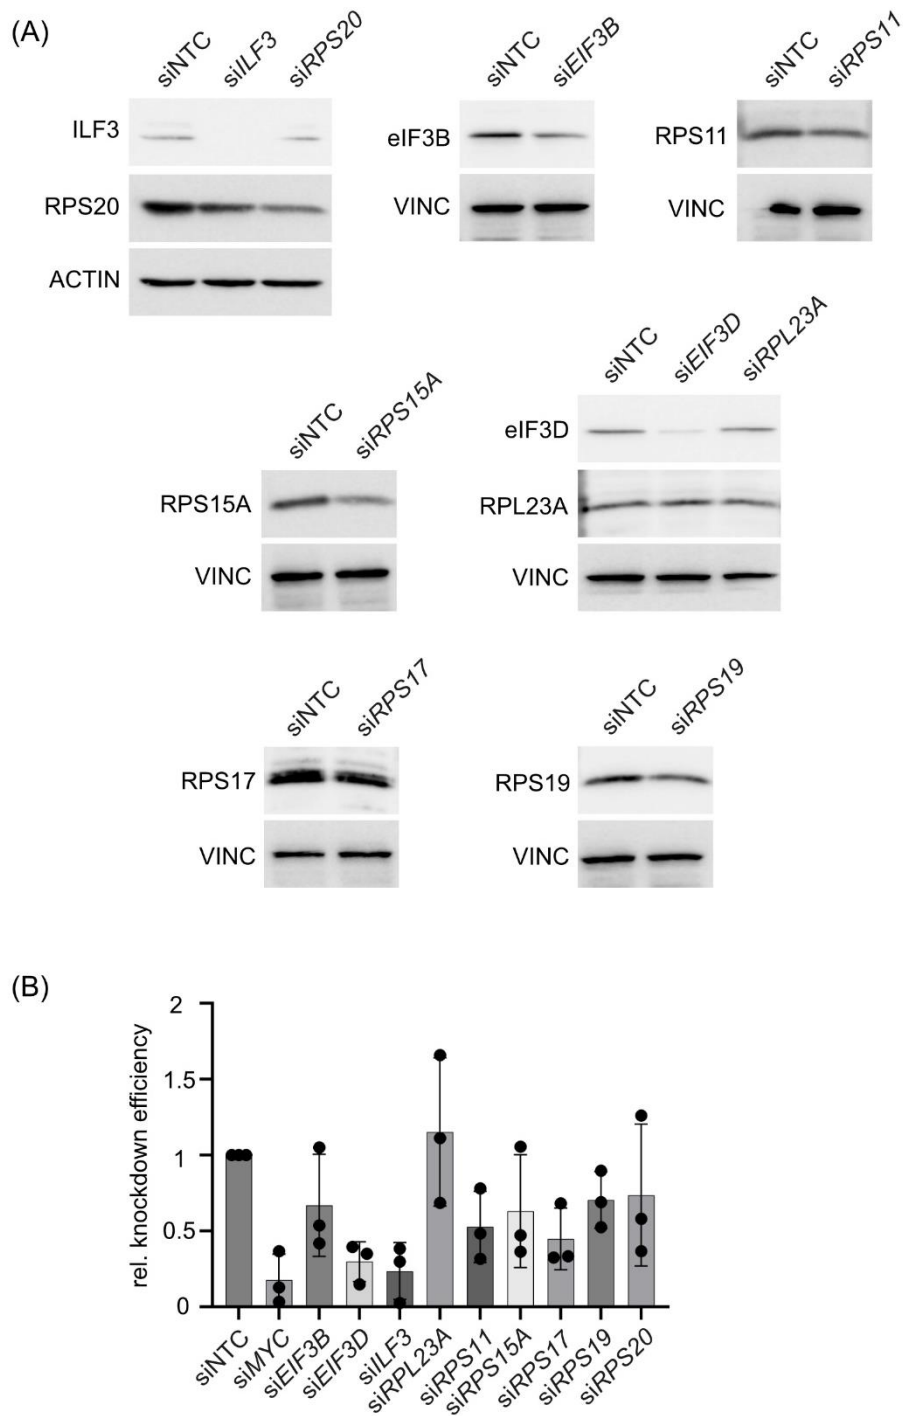 (A)
siNTC siILF3 siRPS20
ILF3
RPS20
ACTIN
siNTC siEIF3B
eIF3B
VINC
siNTC siRPS11
RPS11
VINC
siNTC siRPS15A
RPS15A
VINC
siNTC siEIF3D siRPL23A
eIF3D
RPL23A
VINC
siNTC siRPS17
RPS17
VINC
siNTC siRPS19
RPS19
VINC
(B)
rel. knockdown efficiency
2
1.5
1
0.5
0
siNTC siMYC siEIF3B siEIF3D siILF3 siRPL23A siRPS11 siRPS15A siRPS17 siRPS19 siRPS20